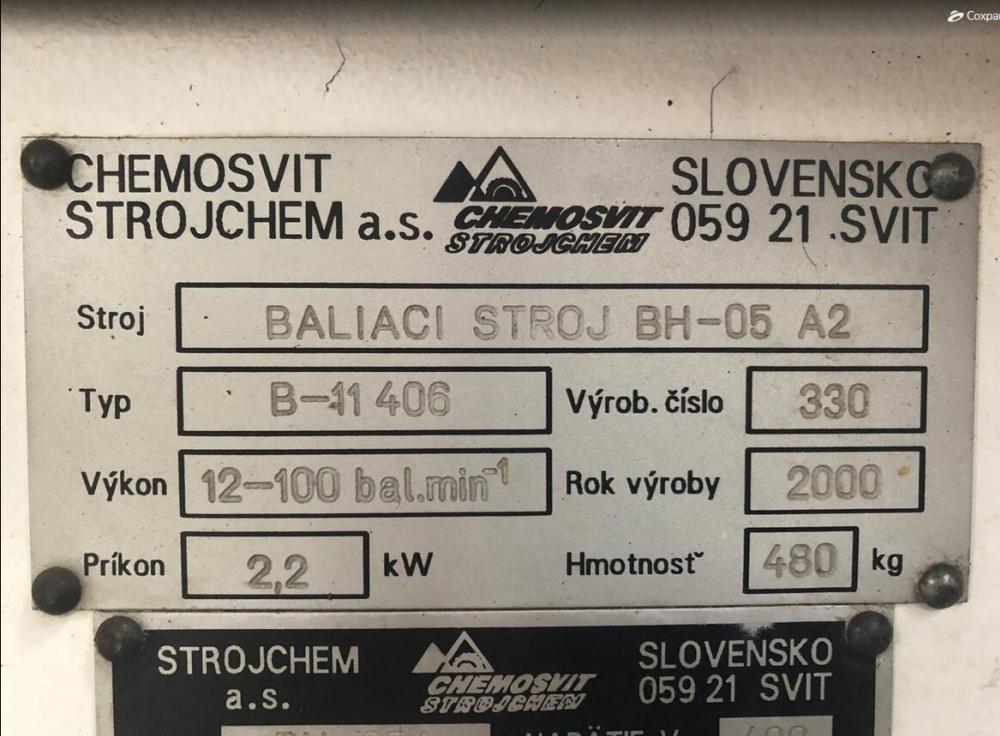 CHEMOSVIT
STROJCHEM a.s.
CHEMOSVIT
STROJCHEM
SLOVENSKO
059 21 SVIT
Stroj BALIACI STROJ BH-05 A2
Typ B-11 406 Výrob. číslo 330
Výkon 12-100 bal.min⁻¹ Rok výroby 2000
Príkon 2,2 kW Hmotnosť 480 kg
STROJCHEM
a.s.
CHEMOSVIT
STROJCHEM
SLOVENSKO
059 21 SVIT
NAPÄTIE V